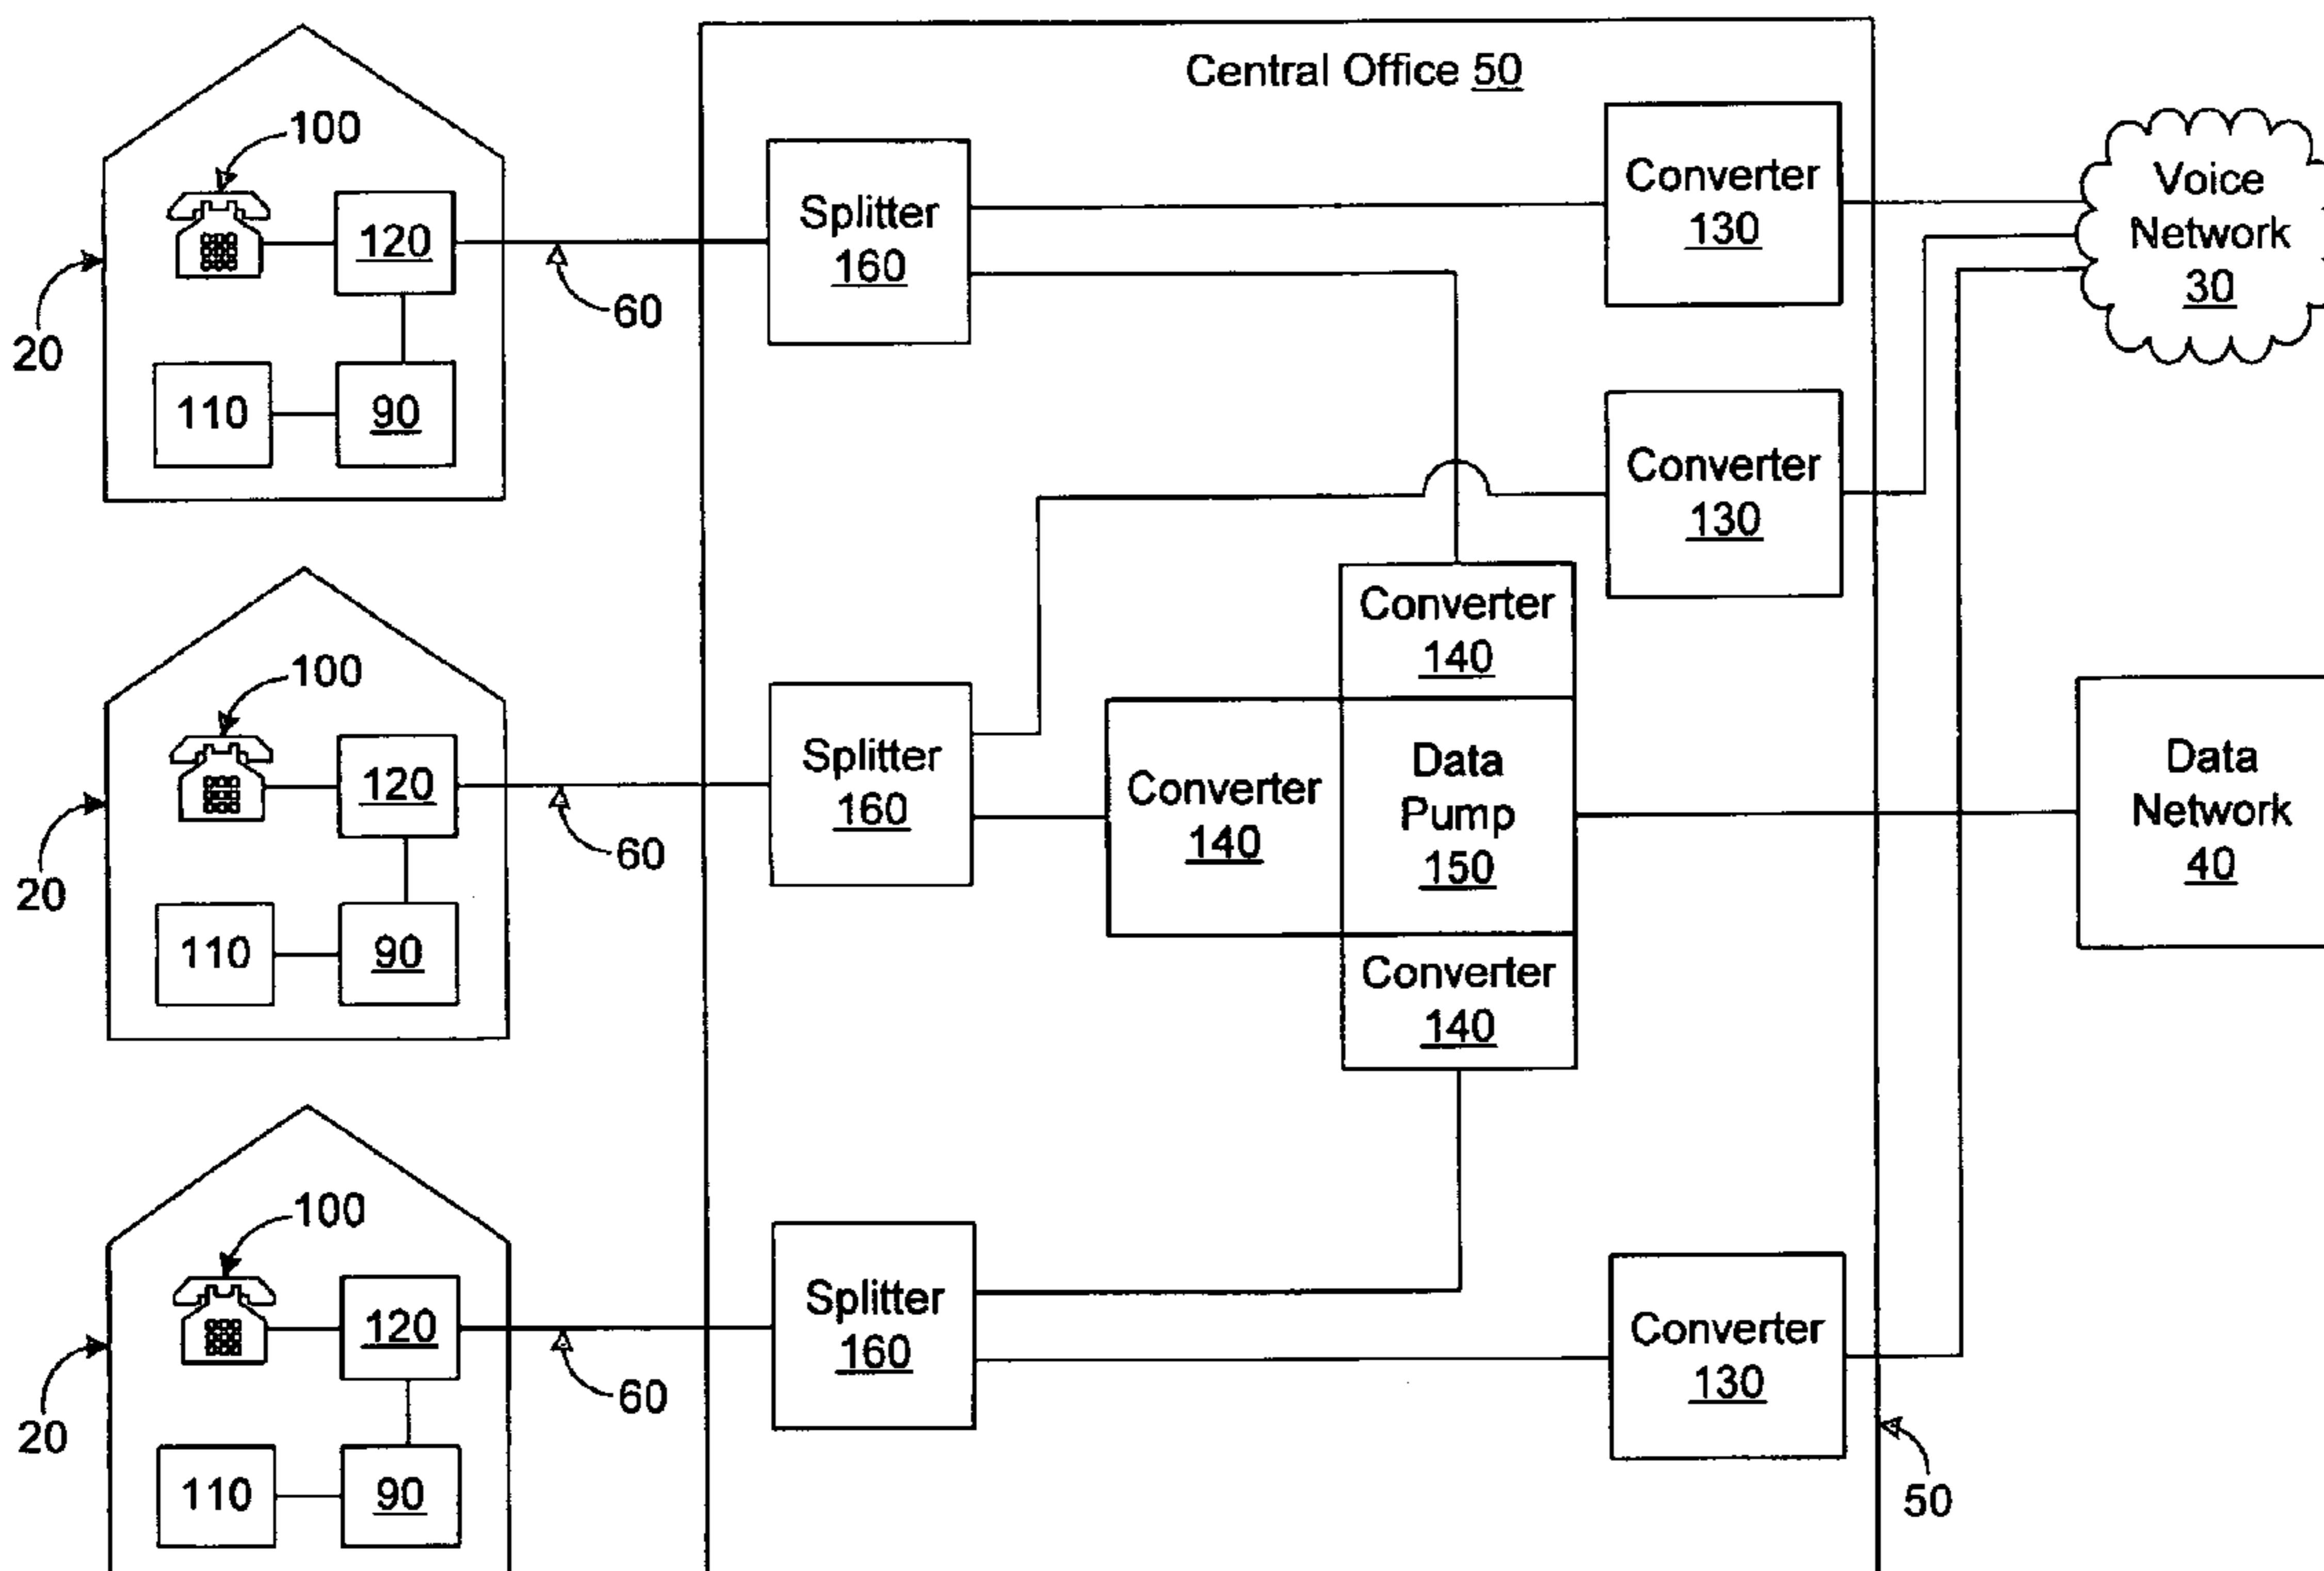 Central Office 50
100
120
20
110
90
60
Splitter
160
Converter
130
Voice
Network
30
Converter
130
100
120
20
110
90
60
Splitter
160
Converter
140
Converter
140
Data
Pump
150
Converter
140
Data
Network
40
100
120
20
110
90
60
Splitter
160
Converter
130
50